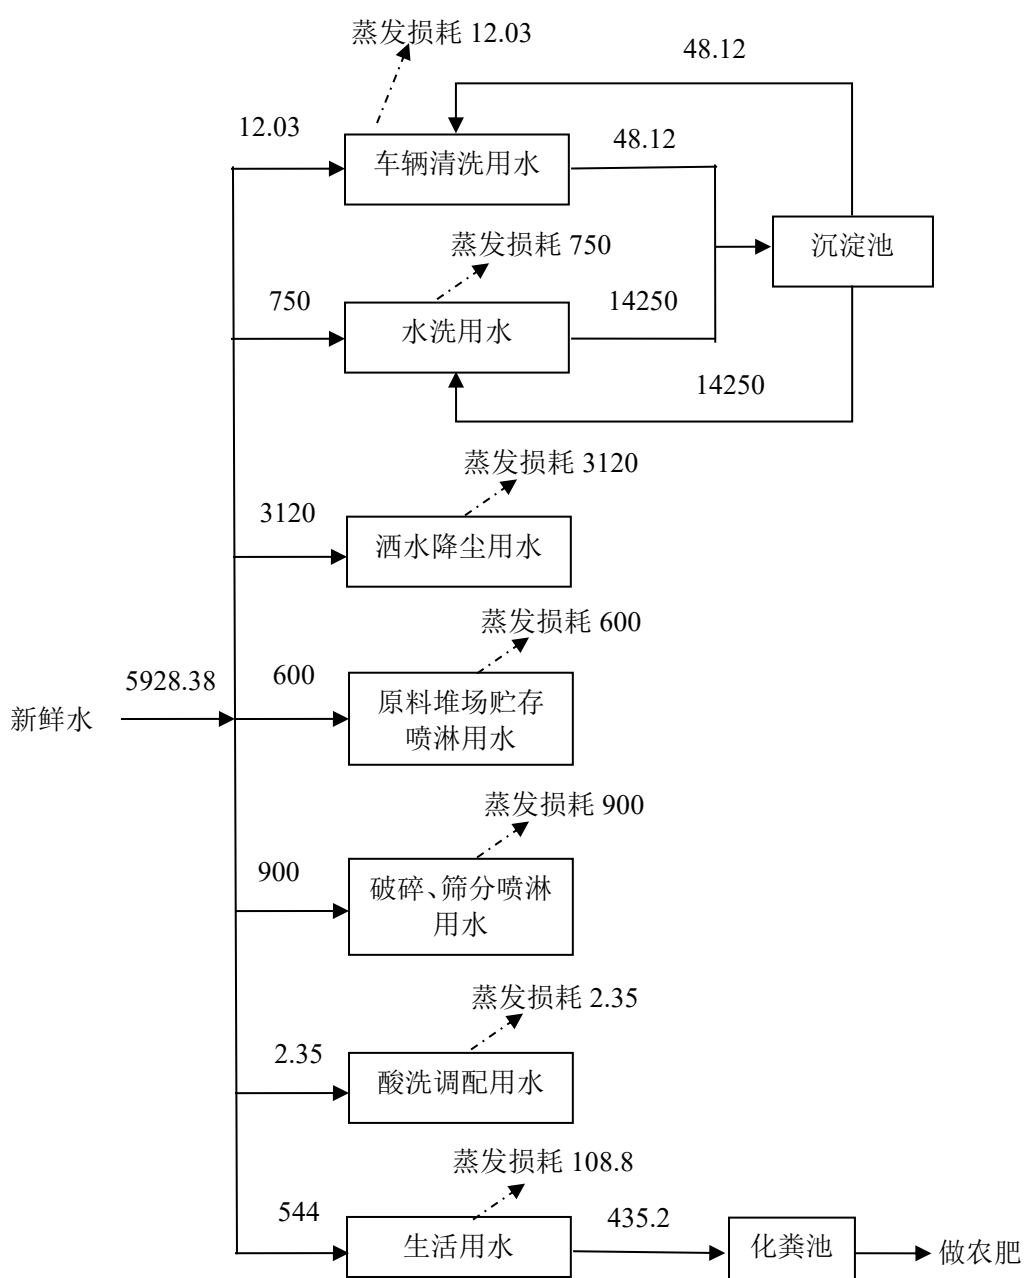 蒸发损耗 12.03
48.12
12.03
48.12
车辆清洗用水
沉淀池
蒸发损耗 750
750
14250
水洗用水
14250
蒸发损耗 3120
3120
洒水降尘用水
蒸发损耗 600
5928.38
600
新鲜水
原料堆场贮存
喷淋用水
蒸发损耗 900
900
破碎、筛分喷淋
用水
蒸发损耗 2.35
2.35
酸洗调配用水
蒸发损耗 108.8
544
435.2
生活用水
化粪池
做农肥